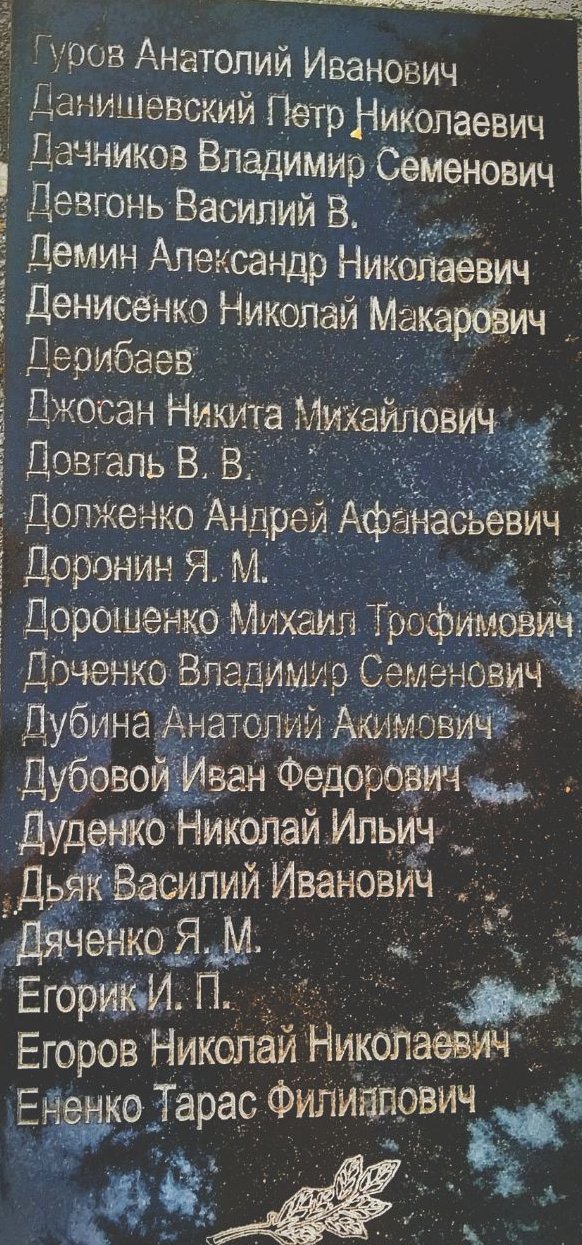 Гуров Анатолий Иванович
Данишевский Петр Николаевич
Дачников Владимир Семенович
Девгонь Василий В.
Демин Александр Николаевич
Денисенко Николай Макарович
Дерибаев
Джосан Никита Михайлович
Довгаль В. В.
Долженко Андрей Афанасьевич
Доронин Я. М.
Дорошенко Михаил Трофимович
Доченко Владимир Семенович
Дубина Анатолий Акимович
Дубовой Иван Федорович
Дуденко Николай Ильич
Дьяк Василий Иванович
Дяченко Я. М.
Егорик И. П.
Егоров Николай Николаевич
Ененко Тарас Филиппович